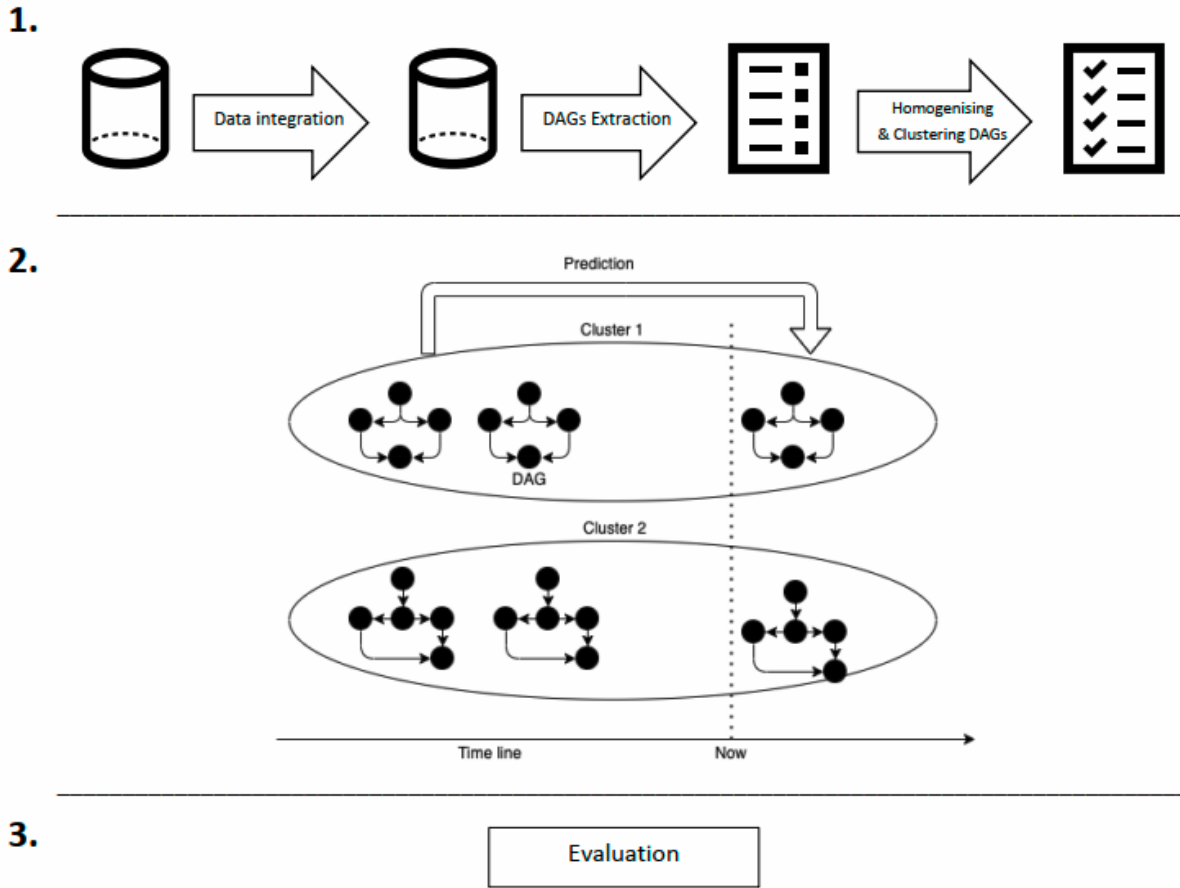 1.
Data integration
DAGs Extraction
Homogenising
& Clustering DAGs
2.
Prediction
Cluster 1
DAG
Cluster 2
Time line
Now
3.
Evaluation